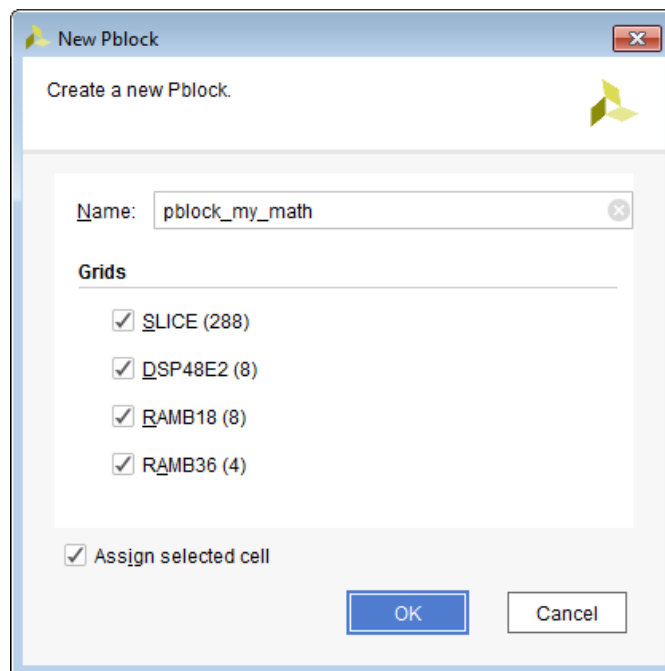 New Pblock
Create a new Pblock.
Name: pblock_my_math
Grids
SLICE (288)
DSP48E2 (8)
RAMB18 (8)
RAMB36 (4)
Assign selected cell
OK Cancel